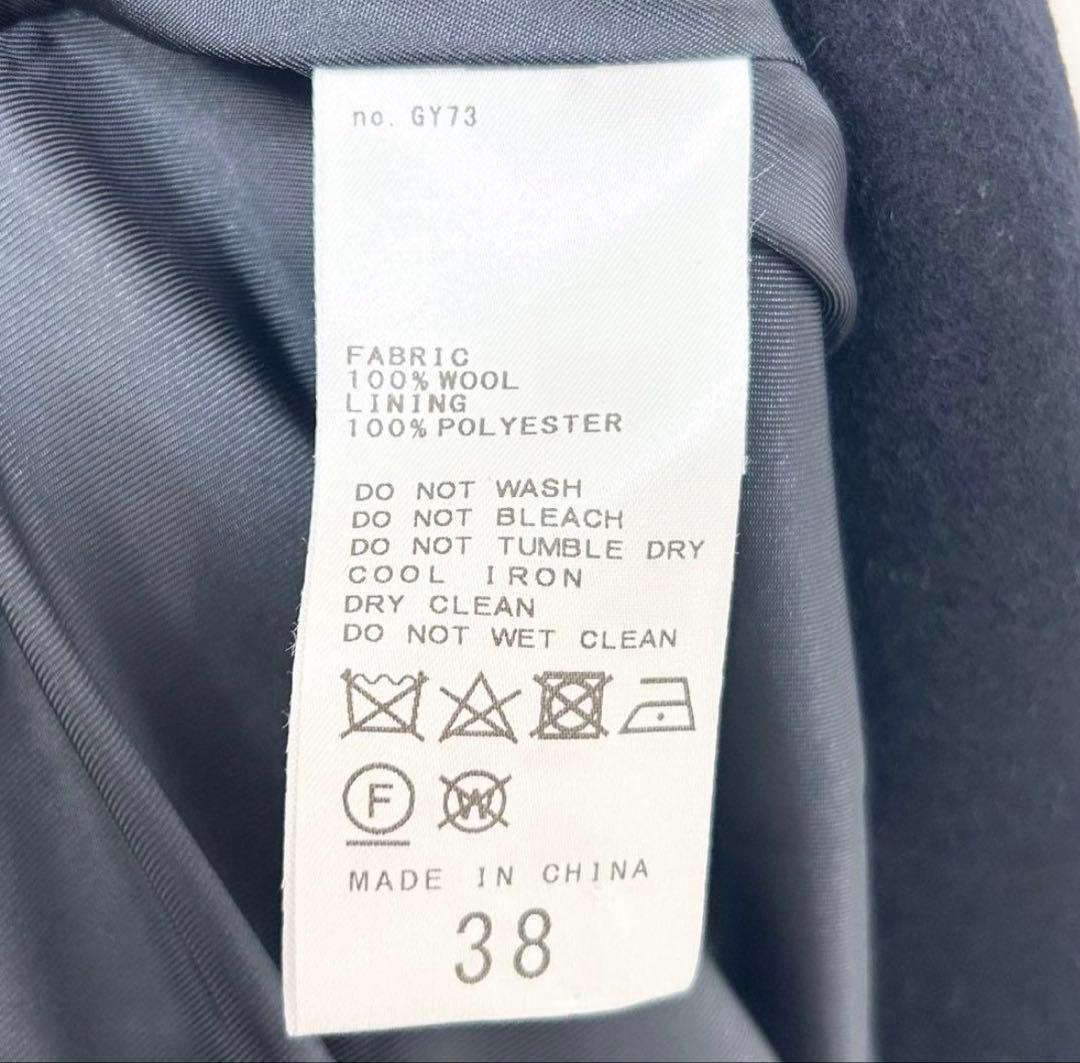 no. GY73
FABRIC
100% WOOL
LINING
100% POLYESTER
DO NOT WASH
DO NOT BLEACH
DO NOT TUMBLE DRY
COOL IRON
DRY CLEAN
DO NOT WET CLEAN
F W
MADE IN CHINA
38